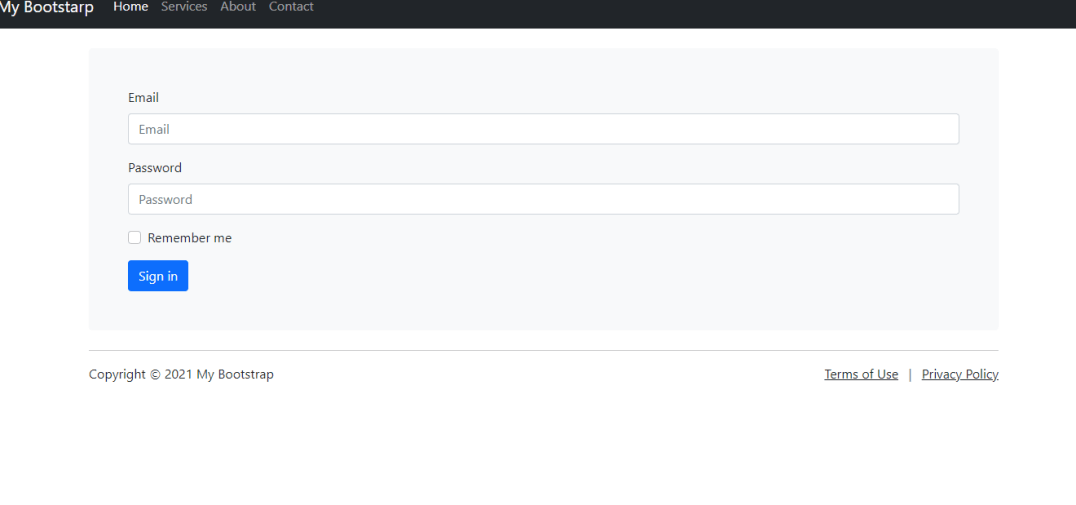 My Bootstarp Home Services About Contact
Email
Email
Password
Password
Remember me
Sign in
Copyright © 2021 My Bootstrap Terms of Use | Privacy Policy